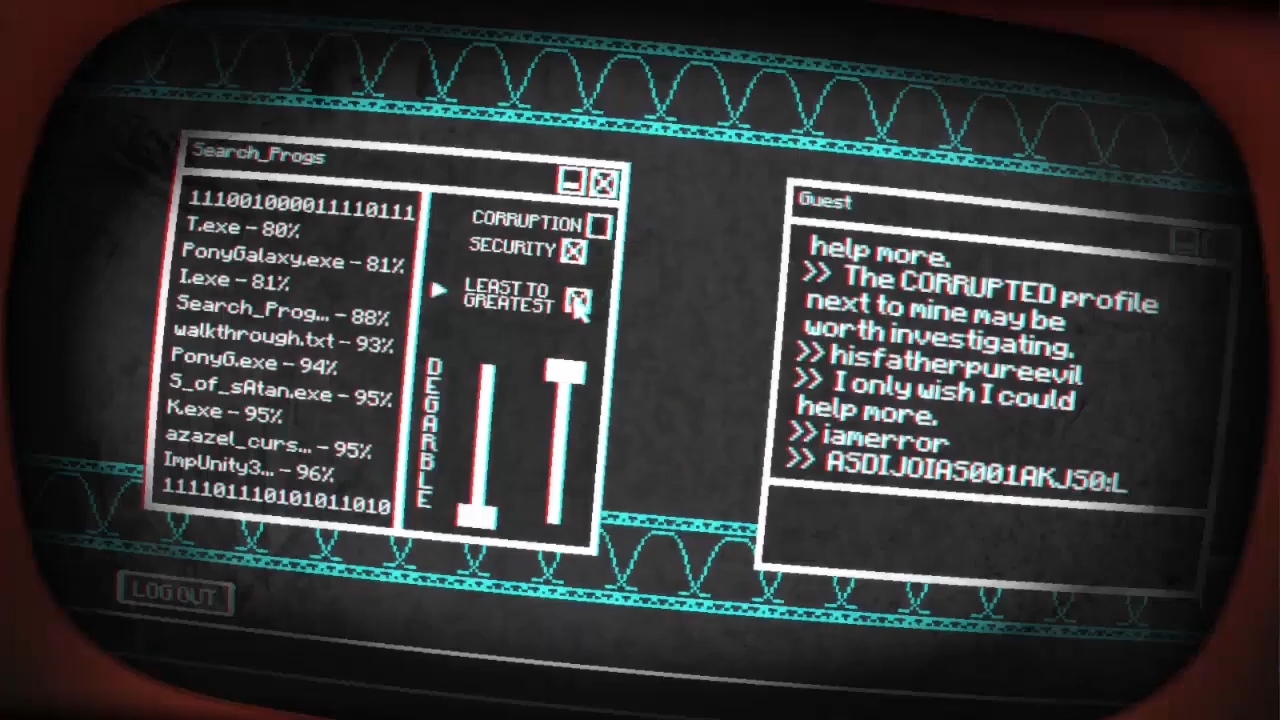 Search_Progs
111001000011110111
T.exe - 80%
PonyGalaxy.exe - 81%
I.exe - 81%
Search_Prog... - 88%
walkthrough.txt - 93%
PonyG.exe - 94%
S_of_sAtan.exe - 95%
K.exe - 95%
azazel_curs... - 95%
ImpUnity3... - 96%
111101110101011010
CORRUPTION
SECURITY
LEAST TO
GREATEST
DEGARBLE
Guest
help more.
>> The CORRUPTED profile
next to mine may be
worth investigating.
>> hisfatherpureevil
>> I only wish I could
help more.
>> iamerror
>> ASDIJOIAS001AKJS0:L
LOG OUT